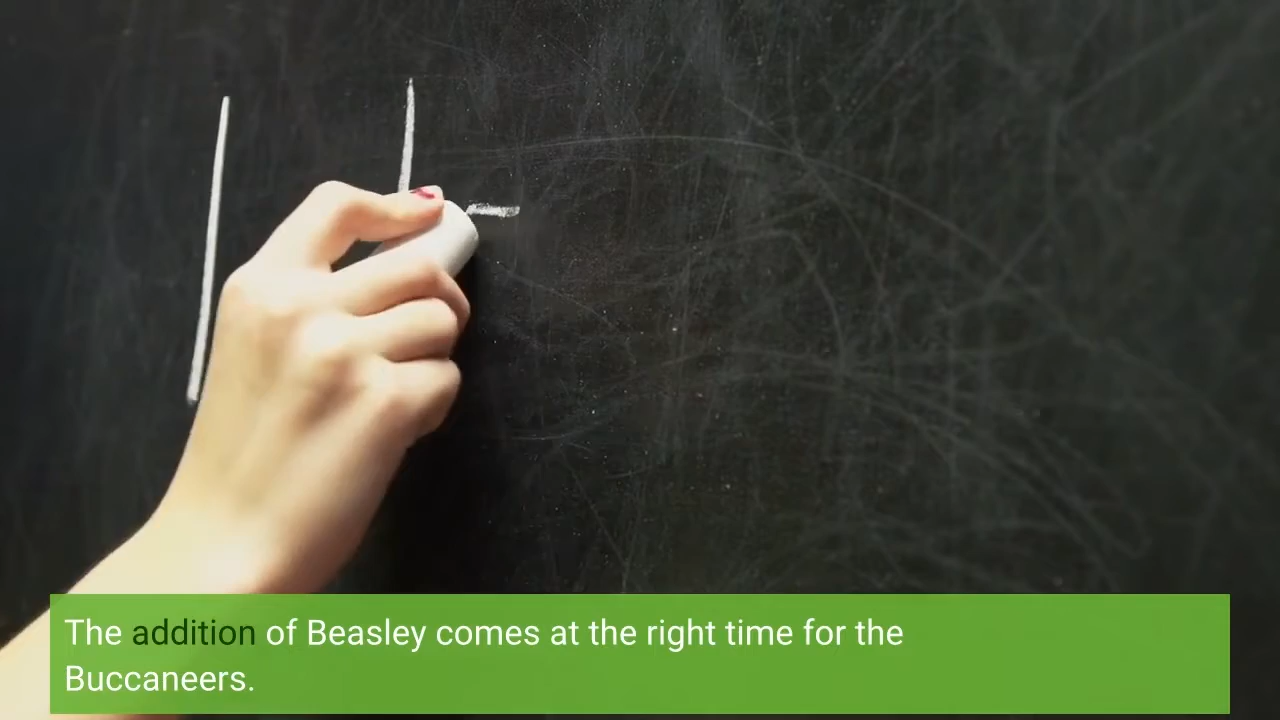 The addition of Beasley comes at the right time for the
Buccaneers.